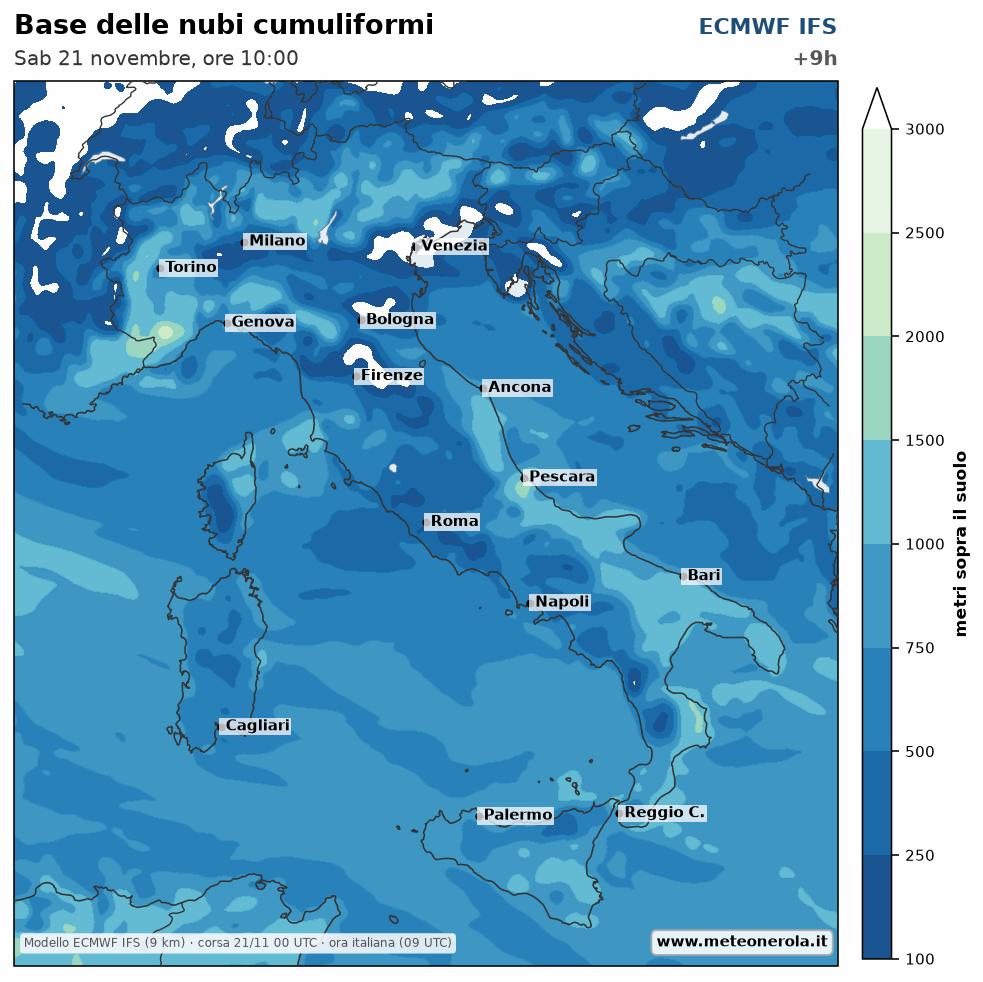 Base delle nubi cumuliformi
ECMWF IFS
Sab 21 novembre, ore 10:00
+9h
3000
2500
2000
1500
1000
750
500
250
100
metri sopra il suolo
Milano
Venezia
Torino
Genova
Bologna
Firenze
Ancona
Pescara
Roma
Bari
Napoli
Cagliari
Palermo
Reggio C.
Modello ECMWF IFS (9 km) · corsa 21/11 00 UTC · ora italiana (09 UTC)
www.meteonerola.it